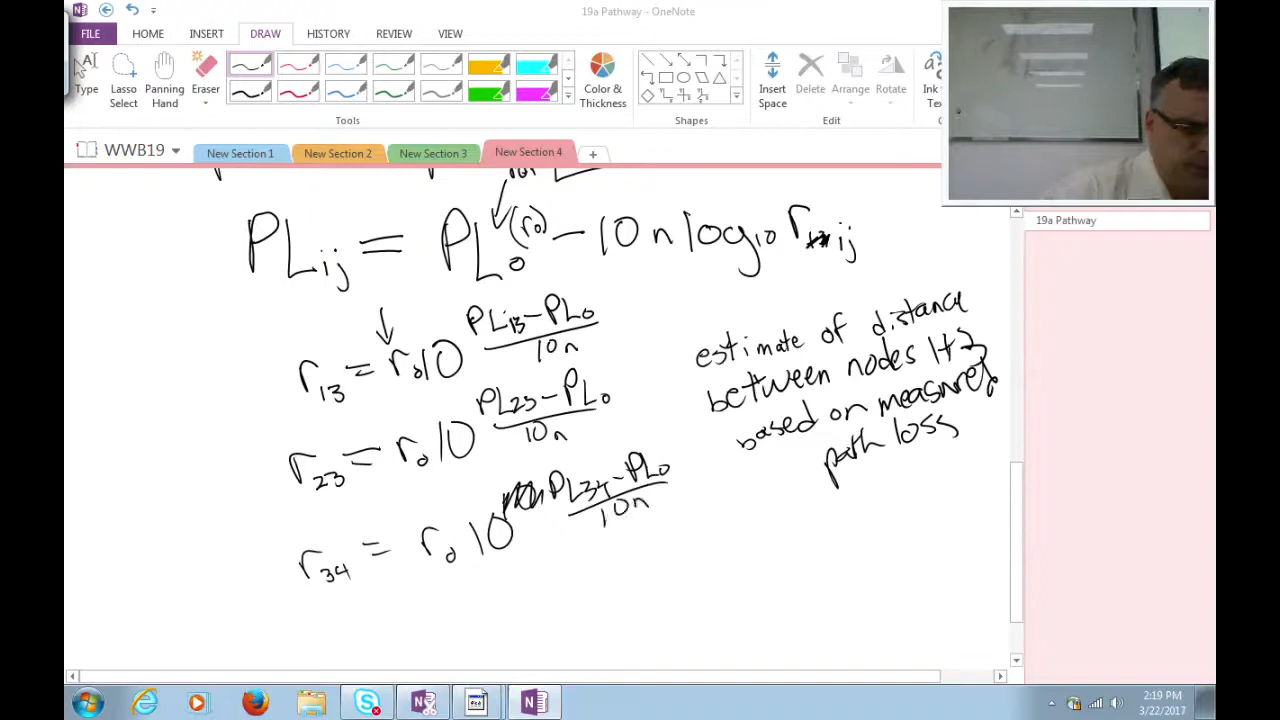 19a Pathway - OneNote
FILE HOME INSERT DRAW HISTORY REVIEW VIEW
Type Lasso Select Panning Hand Eraser Color & Thickness Insert Space Delete Arrange Rotate Ink to
Tools Shapes Edit
WWB19 New Section 1 New Section 2 New Section 3 New Section 4
19a Pathway
PLij = PL0(r0) - 10 n log10 rij
r13 = r0 10 PL13-PL0 / 10n
estimate of distance
between nodes 1+3
based on measured
path loss
r23 = r0 10 PL23-PL0 / 10n
r34 = r0 10 PL34-PL0 / 10n
2:19 PM
3/22/2017